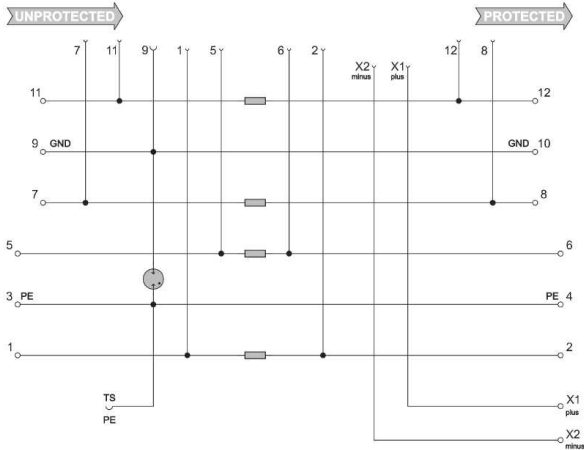 UNPROTECTED PROTECTED
7 11 9 1 5 6 2 12 8
X2 X1
minus plus
11 12
9 GND GND 10
7 8
5 6
3 PE PE 4
1 2
TS X1
plus
PE
X2
minus